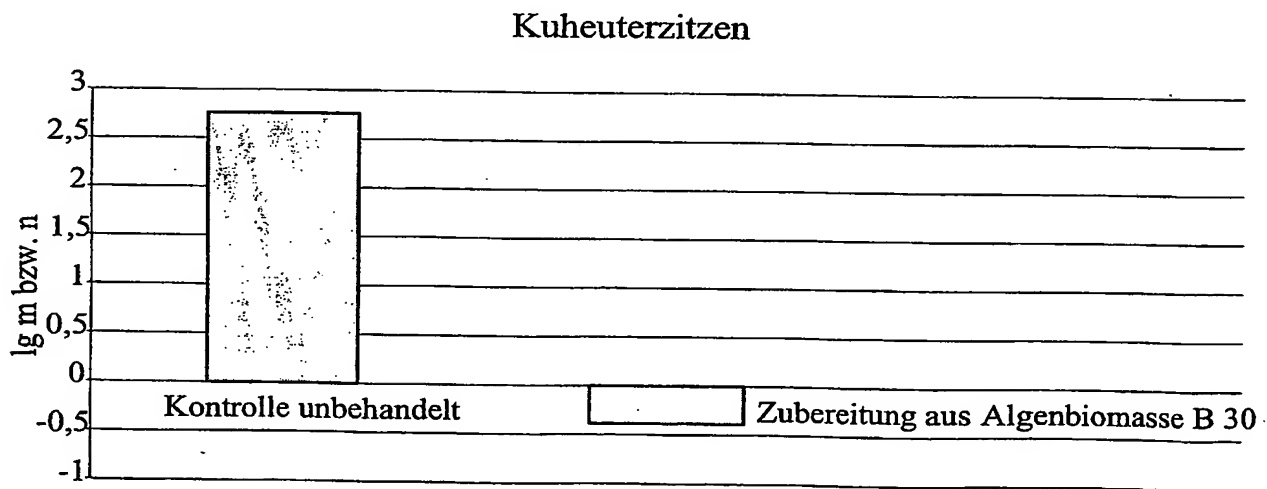 Kuheuterzitzen
3
2,5
2
1,5
1
0,5
0
-0,5
-1
lg m bzw. n
Kontrolle unbehandelt
Zubereitung aus Algenbiomasse B 30